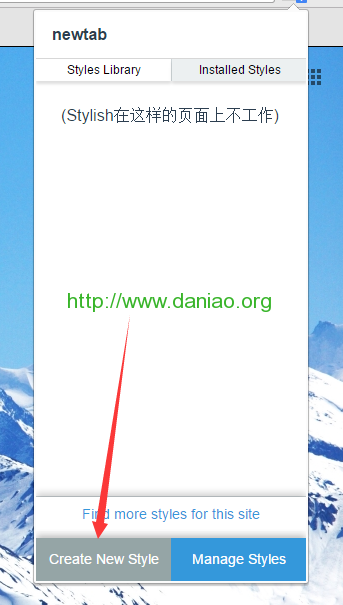 newtab
Styles Library
Installed Styles
(Stylish在这样的页面上不工作)
http://www.daniao.org
Find more styles for this site
Create New Style
Manage Styles